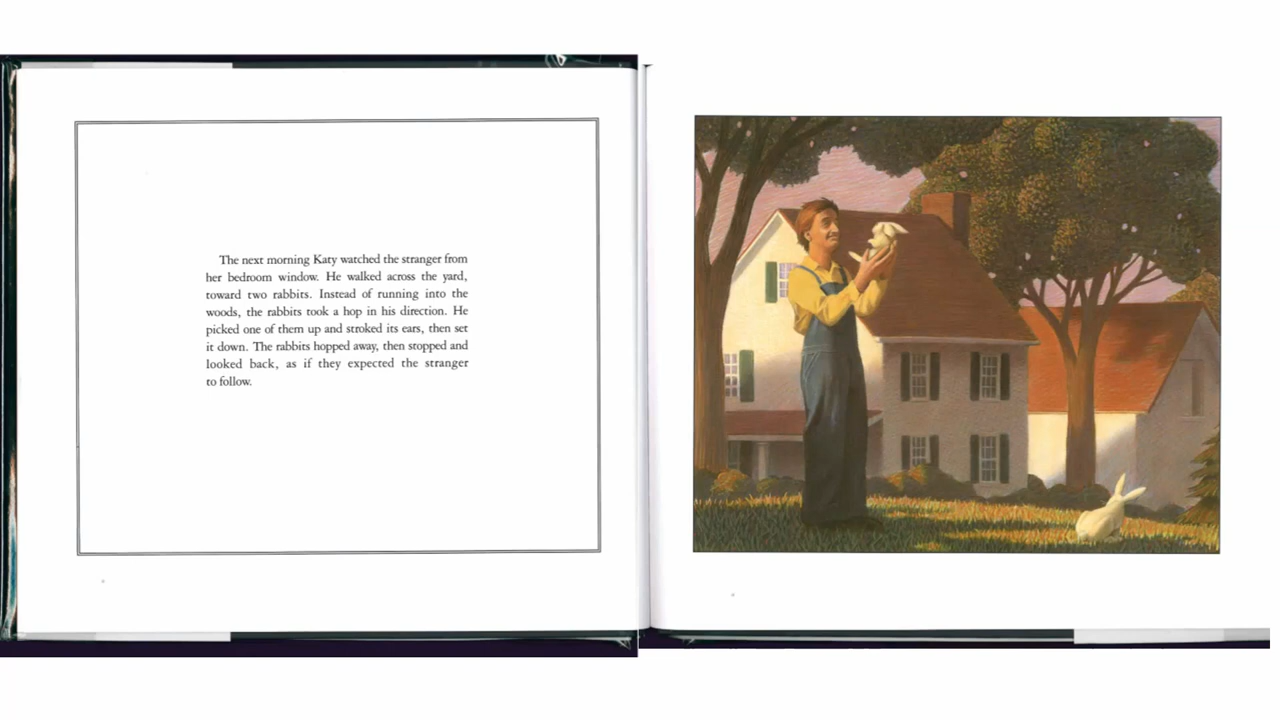 The next morning Katy watched the stranger from
her bedroom window. He walked across the yard,
toward two rabbits. Instead of running into the
woods, the rabbits took a hop in his direction. He
picked one of them up and stroked its ears, then set
it down. The rabbits hopped away, then stopped and
looked back, as if they expected the stranger
to follow.